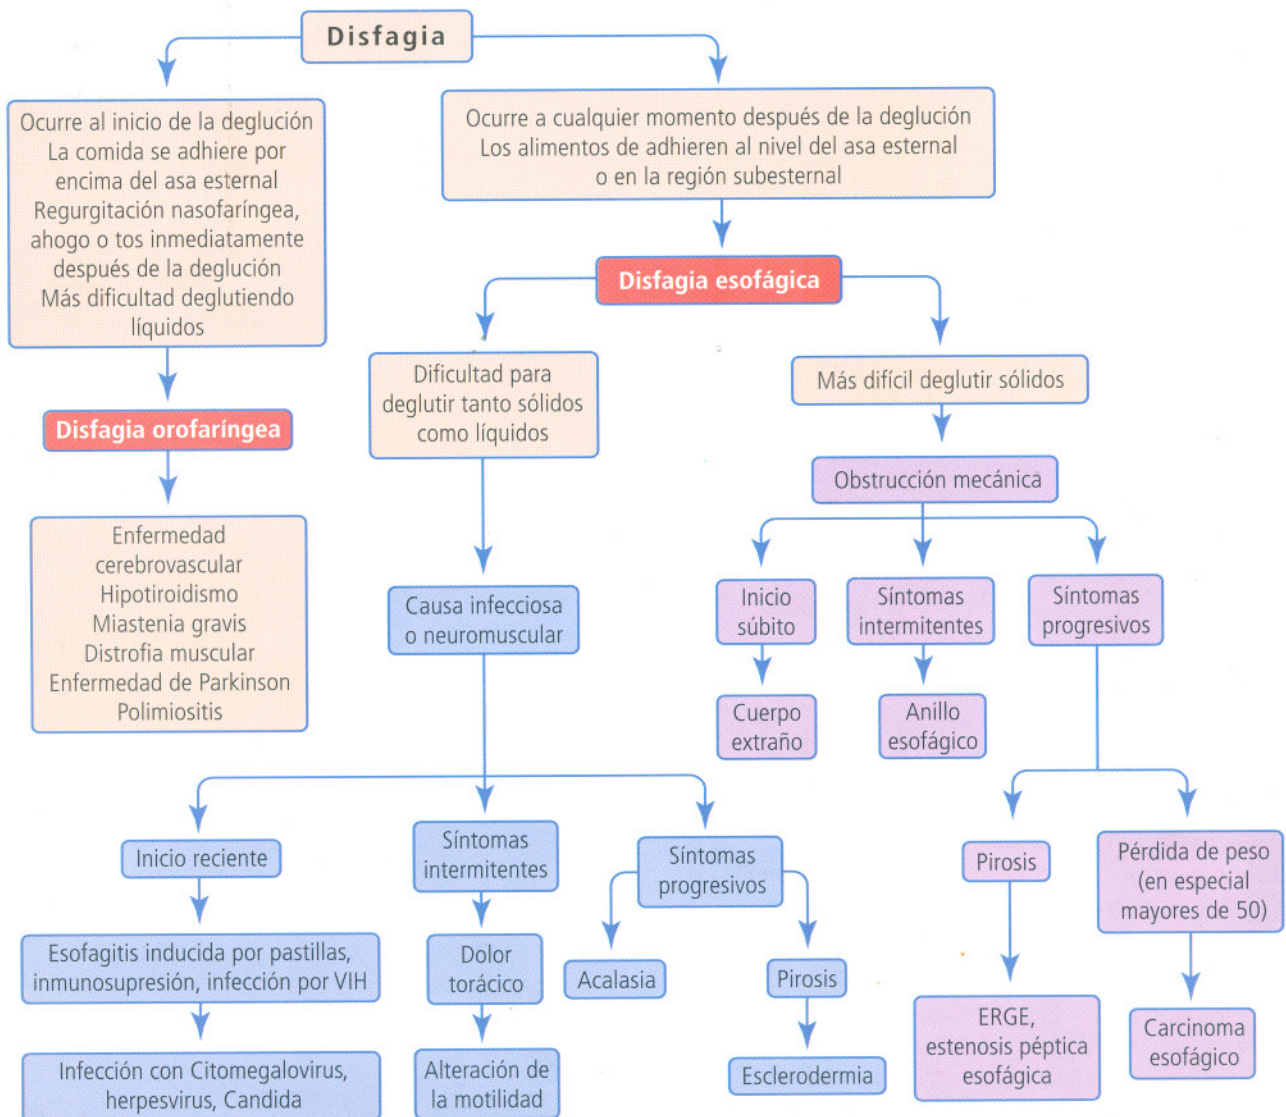 Disfagia
Ocurre al inicio de la deglución
La comida se adhiere por
encima del asa esternal
Regurgitación nasofaríngea,
ahogo o tos inmediatamente
después de la deglución
Más dificultad deglutiendo
líquidos
Ocurre a cualquier momento después de la deglución
Los alimentos de adhieren al nivel del asa esternal
o en la región subesternal
Disfagia esofágica
Dificultad para
deglutir tanto sólidos
como líquidos
Más difícil deglutir sólidos
Disfagia orofaríngea
Obstrucción mecánica
Enfermedad
cerebrovascular
Hipotiroidismo
Miastenia gravis
Distrofia muscular
Enfermedad de Parkinson
Polimiositis
Causa infecciosa
o neuromuscular
Inicio
súbito
Síntomas
intermitentes
Síntomas
progresivos
Cuerpo
extraño
Anillo
esofágico
Inicio reciente
Síntomas
intermitentes
Síntomas
progresivos
Pirosis
Pérdida de peso
(en especial
mayores de 50)
Esofagitis inducida por pastillas,
inmunosupresión, infección por VIH
Dolor
torácico
Acalasia
Pirosis
ERGE,
estenosis péptica
esofágica
Carcinoma
esofágico
Infección con Citomegalovirus,
herpesvirus, Candida
Alteración de
la motilidad
Esclerodermia